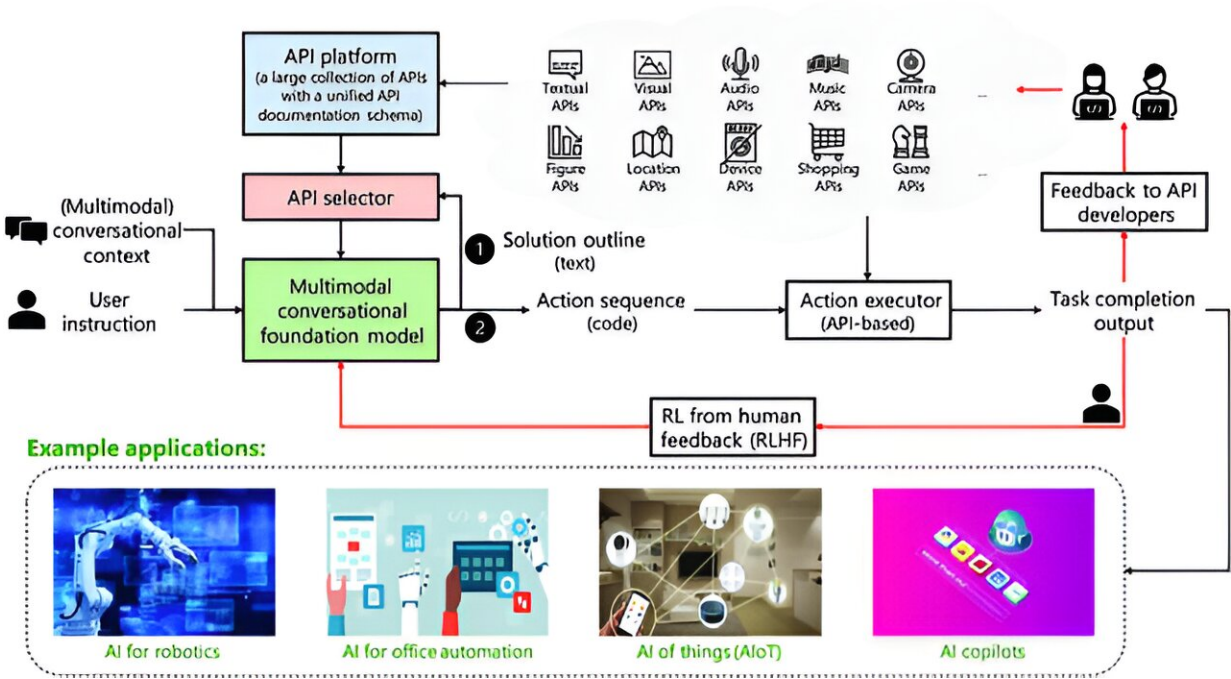 API platform
(a large collection of APIs
with a unified API
documentation schema)
Textual
APIs
Visual
APIs
Audio
APIs
Music
APIs
Camera
APIs
...
Figure
APIs
Location
APIs
Device
APIs
Shopping
APIs
Game
APIs
...
API selector
Feedback to API
developers
(Multimodal)
conversational
context
1
Solution outline
(text)
User
instruction
Multimodal
conversational
foundation model
2
Action sequence
(code)
Action executor
(API-based)
Task completion
output
RL from human
feedback (RLHF)
Example applications:
AI for robotics
AI for office automation
AI of things (AIoT)
AI copilots